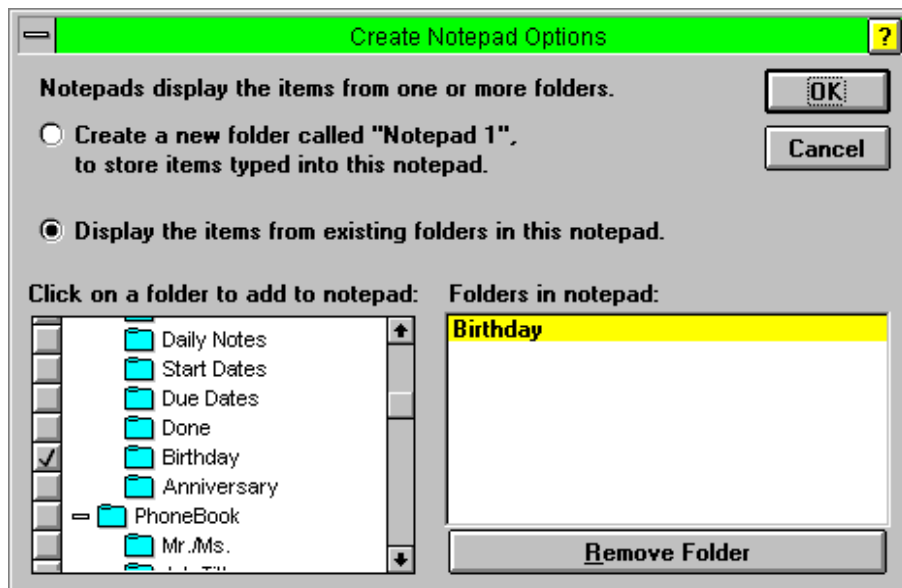 Create Notepad Options
?
Notepads display the items from one or more folders.
OK
Create a new folder called "Notepad 1",
to store items typed into this notepad.
Cancel
Display the items from existing folders in this notepad.
Click on a folder to add to notepad:
Daily Notes
Start Dates
Due Dates
Done
Birthday
Anniversary
PhoneBook
Mr./Ms.
Folders in notepad:
Birthday
Remove Folder